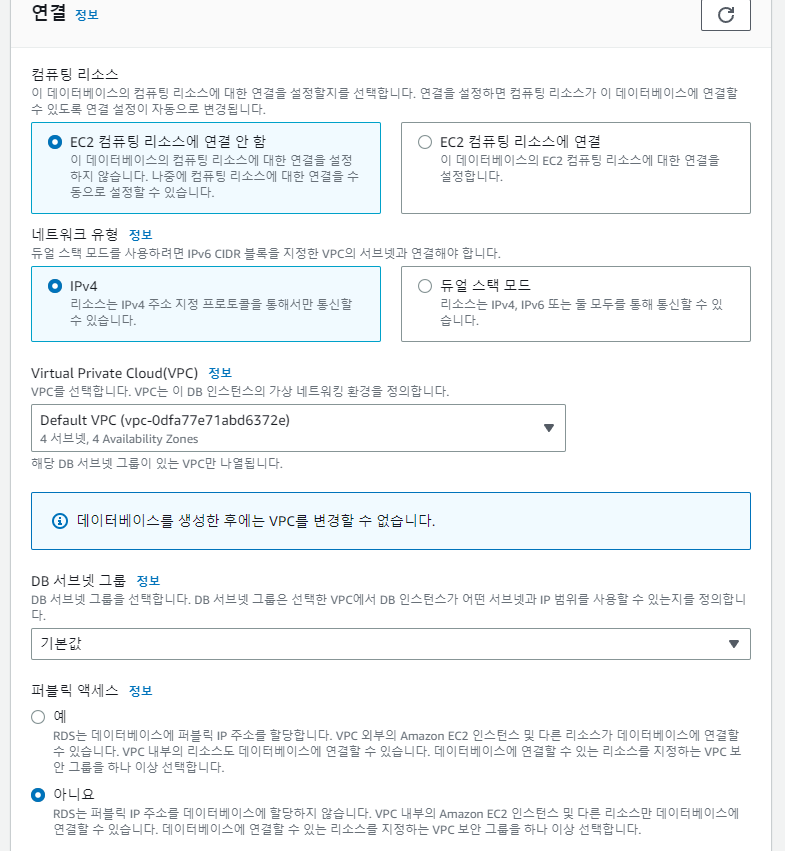 연결 정보
컴퓨팅 리소스
이 데이터베이스의 컴퓨팅 리소스에 대한 연결을 설정할지를 선택합니다. 연결을 설정하면 컴퓨팅 리소스가 이 데이터베이스에 연결할
수 있도록 연결 설정이 자동으로 변경됩니다.
EC2 컴퓨팅 리소스에 연결 안 함
이 데이터베이스의 컴퓨팅 리소스에 대한 연결을 설정
하지 않습니다. 나중에 컴퓨팅 리소스에 대한 연결을 수
동으로 설정할 수 있습니다.
EC2 컴퓨팅 리소스에 연결
이 데이터베이스의 EC2 컴퓨팅 리소스에 대한 연결을
설정합니다.
네트워크 유형 정보
듀얼 스택 모드를 사용하려면 IPv6 CIDR 블록을 지정한 VPC의 서브넷과 연결해야 합니다.
IPv4
리소스는 IPv4 주소 지정 프로토콜을 통해서만 통신할
수 있습니다.
듀얼 스택 모드
리소스는 IPv4, IPv6 또는 둘 모두를 통해 통신할 수 있
습니다.
Virtual Private Cloud(VPC) 정보
VPC를 선택합니다. VPC는 이 DB 인스턴스의 가상 네트워킹 환경을 정의합니다.
Default VPC (vpc-0dfa77e71abd6372e)
4 서브넷, 4 Availability Zones
해당 DB 서브넷 그룹이 있는 VPC만 나열됩니다.
데이터베이스를 생성한 후에는 VPC를 변경할 수 없습니다.
DB 서브넷 그룹 정보
DB 서브넷 그룹을 선택합니다. DB 서브넷 그룹은 선택한 VPC에서 DB 인스턴스가 어떤 서브넷과 IP 범위를 사용할 수 있는지를 정의합니
다.
기본값
퍼블릭 액세스 정보
예
RDS는 데이터베이스에 퍼블릭 IP 주소를 할당합니다. VPC 외부의 Amazon EC2 인스턴스 및 다른 리소스가 데이터베이스에 연결할
수 있습니다. VPC 내부의 리소스도 데이터베이스에 연결할 수 있습니다. 데이터베이스에 연결할 수 있는 리소스를 지정하는 VPC 보
안 그룹을 하나 이상 선택합니다.
아니요
RDS는 퍼블릭 IP 주소를 데이터베이스에 할당하지 않습니다. VPC 내부의 Amazon EC2 인스턴스 및 다른 리소스만 데이터베이스에
연결할 수 있습니다. 데이터베이스에 연결할 수 있는 리소스를 지정하는 VPC 보안 그룹을 하나 이상 선택합니다.